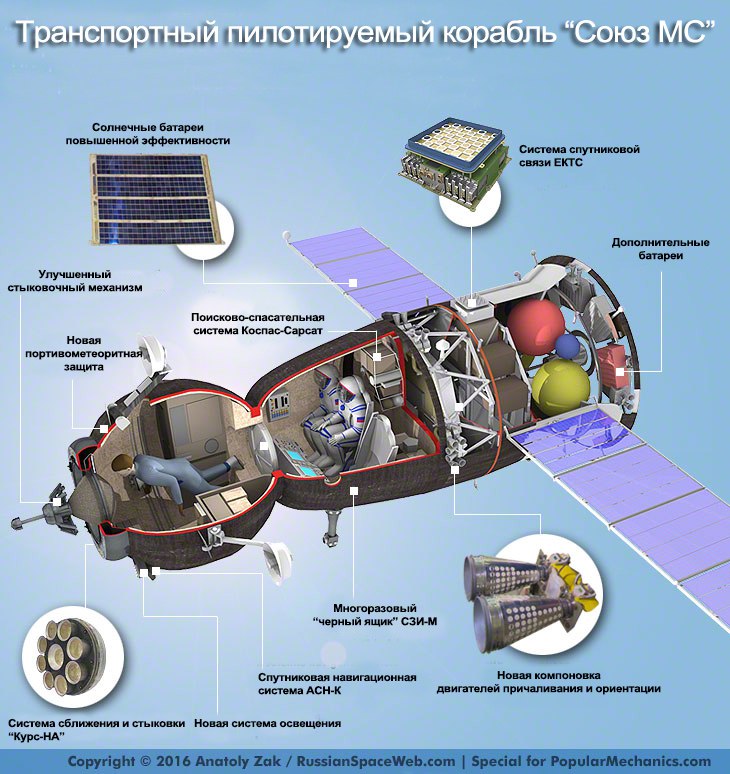 Транспортный пилотируемый корабль “Союз МС”
Солнечные батареи
повышенной эффективности
Система спутниковой
связи ЕКТС
Дополнительные
батареи
Улучшенный
стыковочный механизм
Поисково-спасательная
система Коспас-Сарсат
Новая
портивометеоритная
защита
Многоразовый
“черный ящик” СЗИ-М
Спутниковая навигационная
система АСН-К
Новая компоновка
двигателей причаливания и ориентации
Система сближения и стыковки
“Курс-НА”
Новая система освещения
Copyright © 2016 Anatoly Zak / RussianSpaceWeb.com | Special for PopularMechanics.com